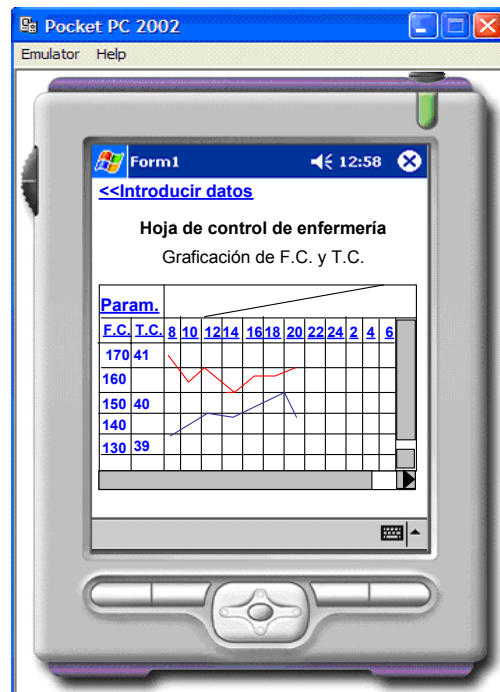 Pocket PC 2002
Emulator Help
Form1 12:58
<<Introducir datos
Hoja de control de enfermería
Graficación de F.C. y T.C.
Param.
F.C. T.C. 8 10 12 14 16 18 20 22 24 2 4 6
170 41
160
150 40
140
130 39